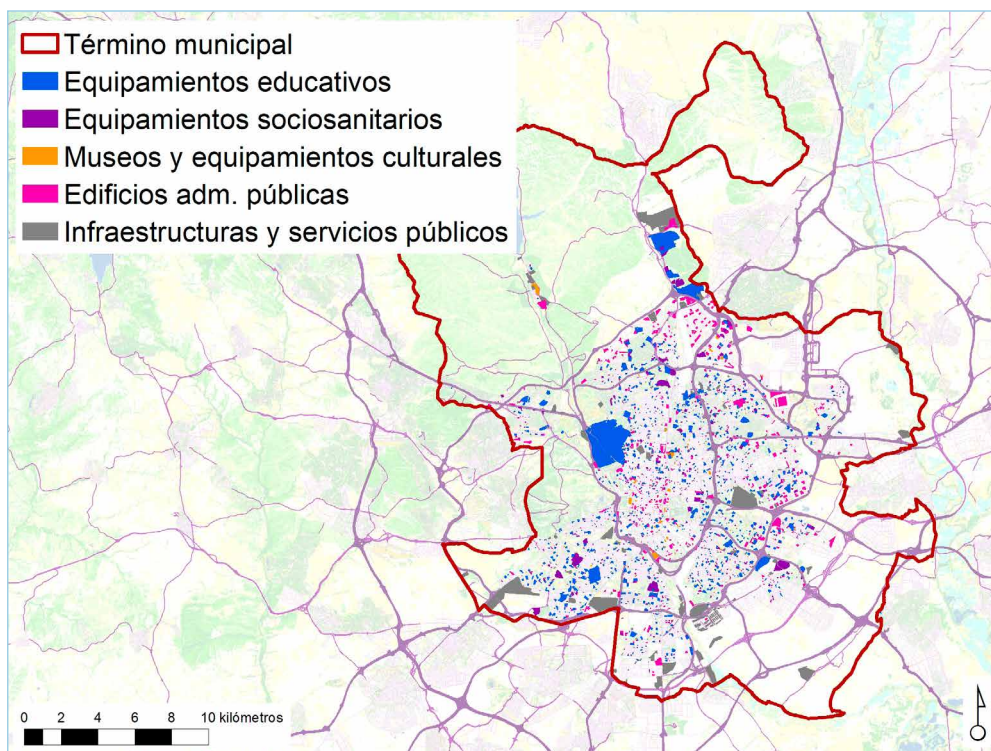 Término municipal
Equipamientos educativos
Equipamientos sociosanitarios
Museos y equipamientos culturales
Edificios adm. públicas
Infraestructuras y servicios públicos
0 2 4 6 8 10 kilómetros